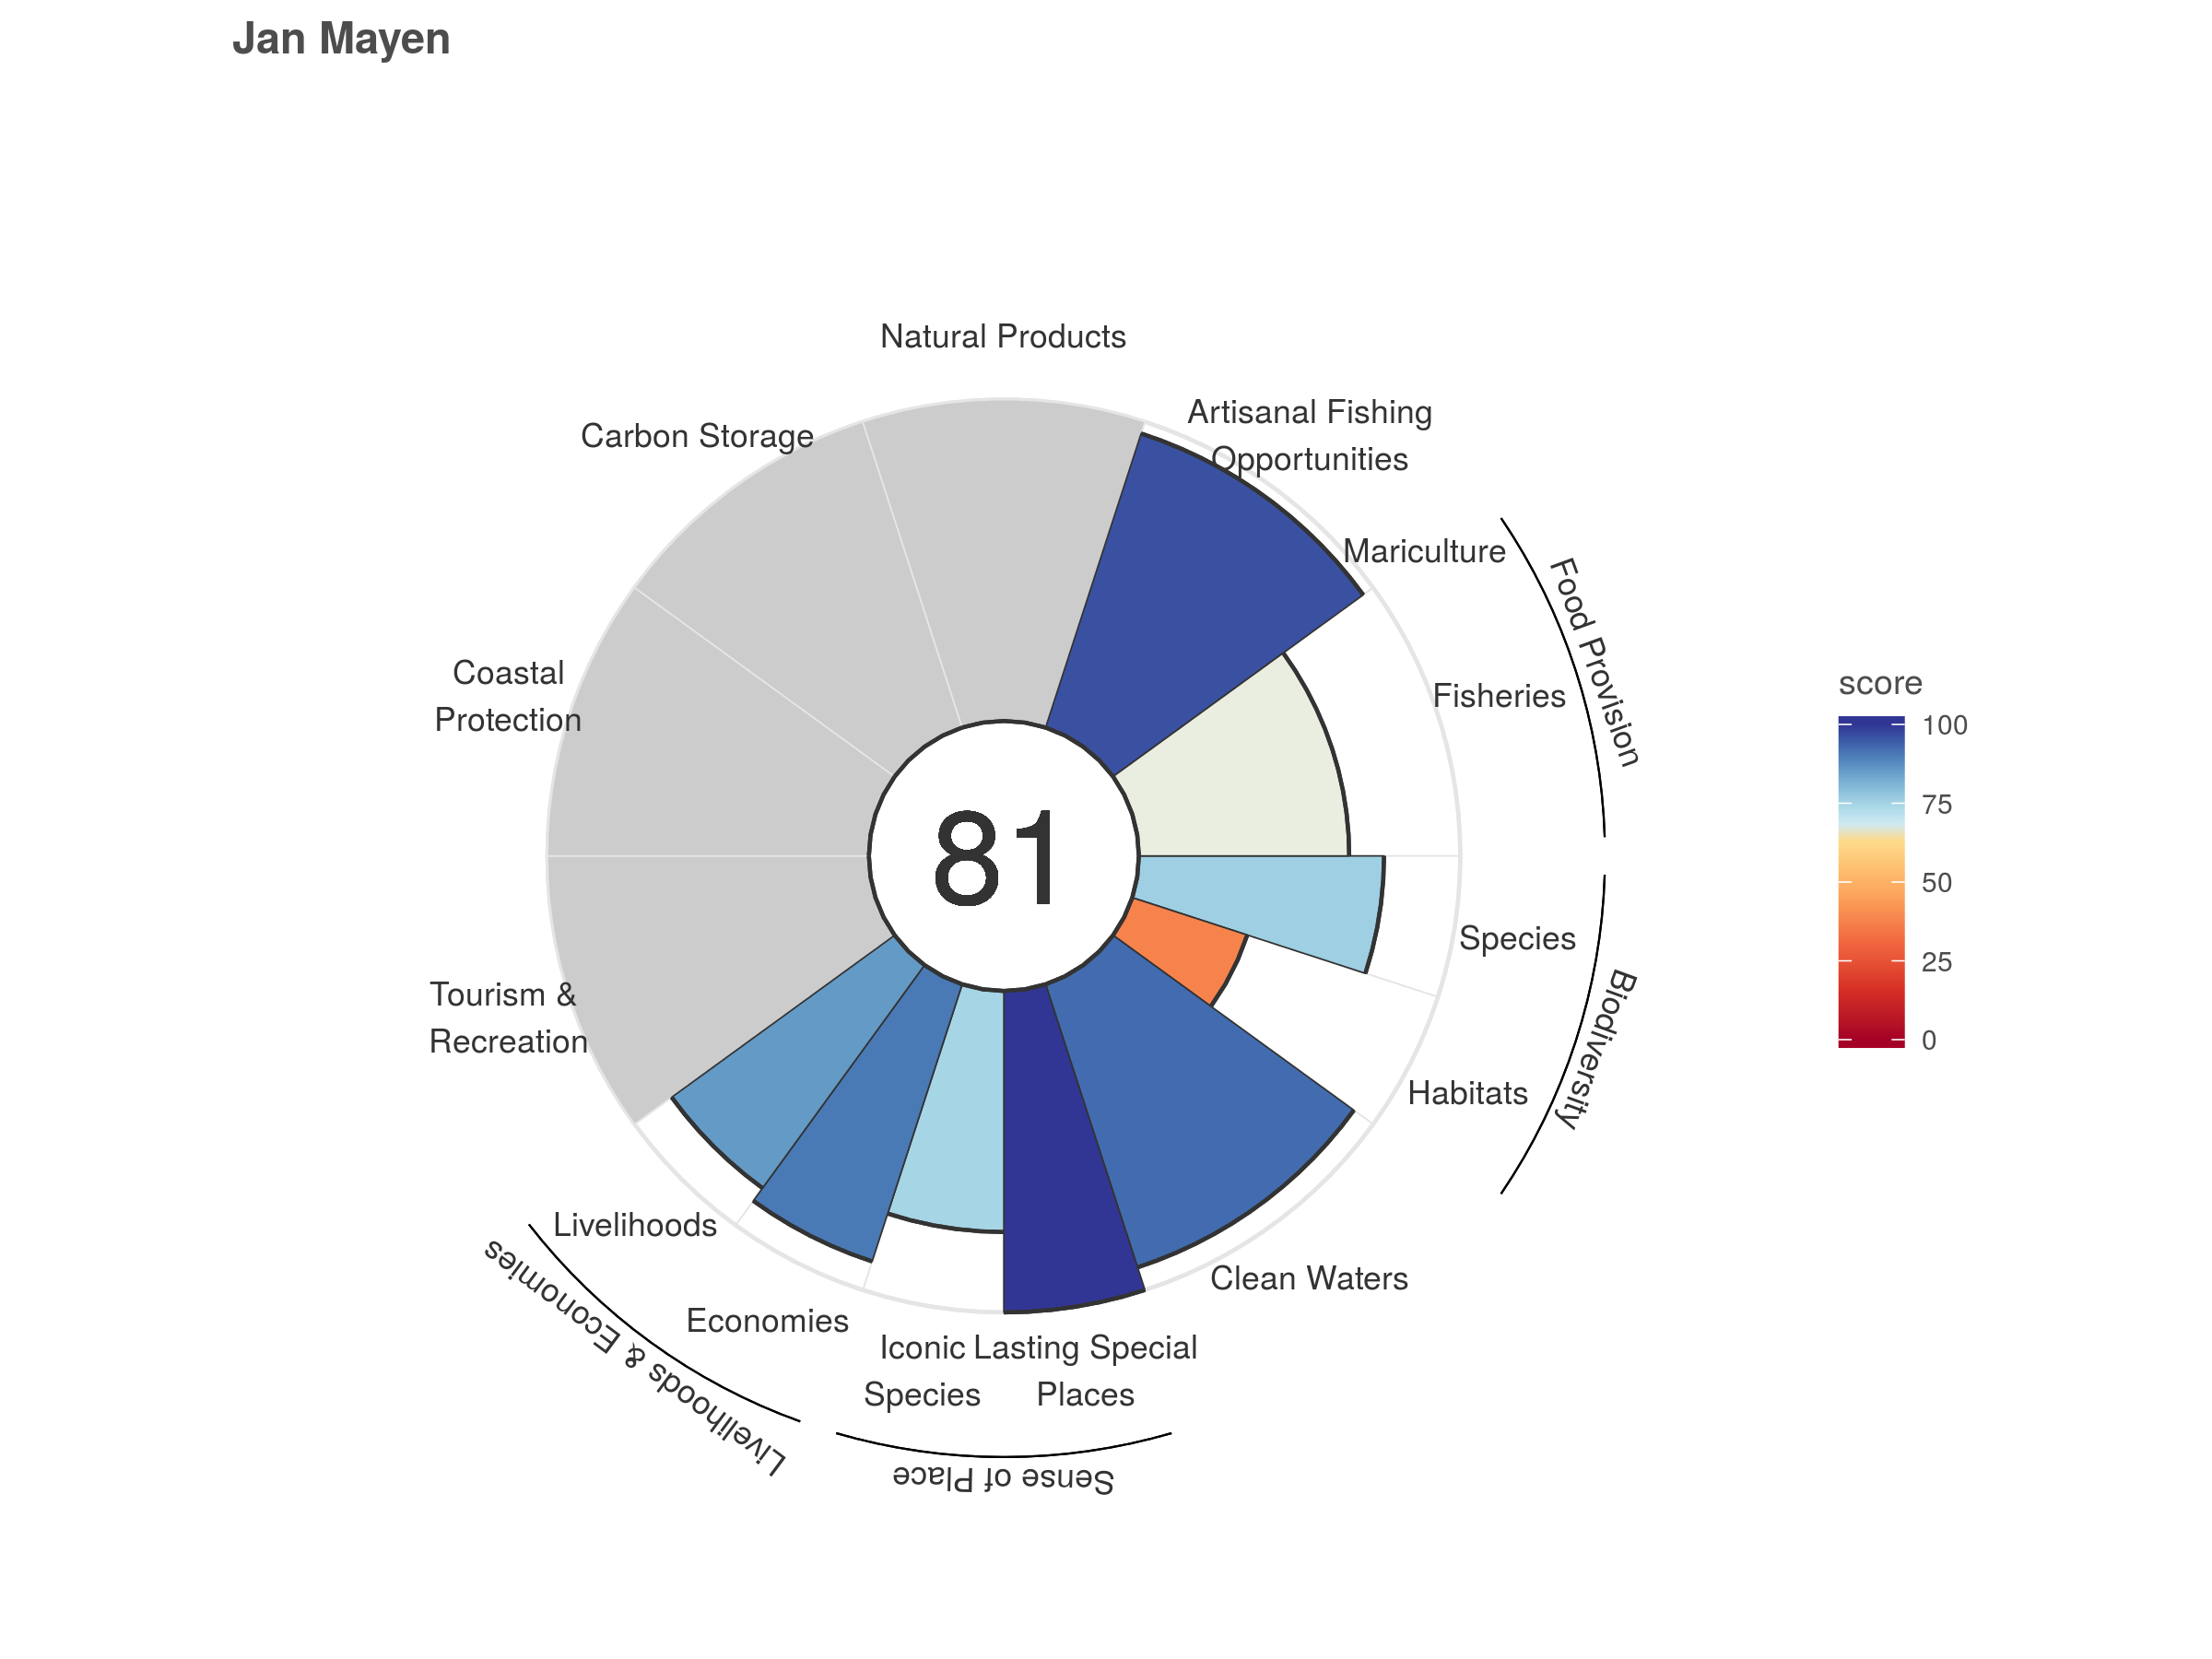 Jan Mayen
Natural Products
Artisanal Fishing
Opportunities
Carbon Storage
Mariculture
Food Provision
Fisheries
Coastal
Protection
score
100
75
50
25
0
81
Species
Biodiversity
Tourism &
Recreation
Habitats
Livelihoods
Clean Waters
Economies
Livelihoods & Economies
Iconic
Species
Lasting Special
Places
Sense of Place